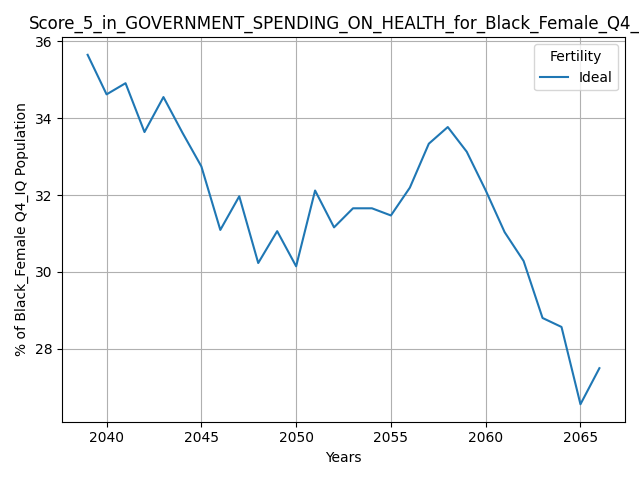 Score_5_in_GOVERNMENT_SPENDING_ON_HEALTH_for_Black_Female_Q4_
36
34
32
30
28
% of Black_Female Q4_IQ Population
Fertility
Ideal
2040
2045
2050
2055
2060
2065
Years